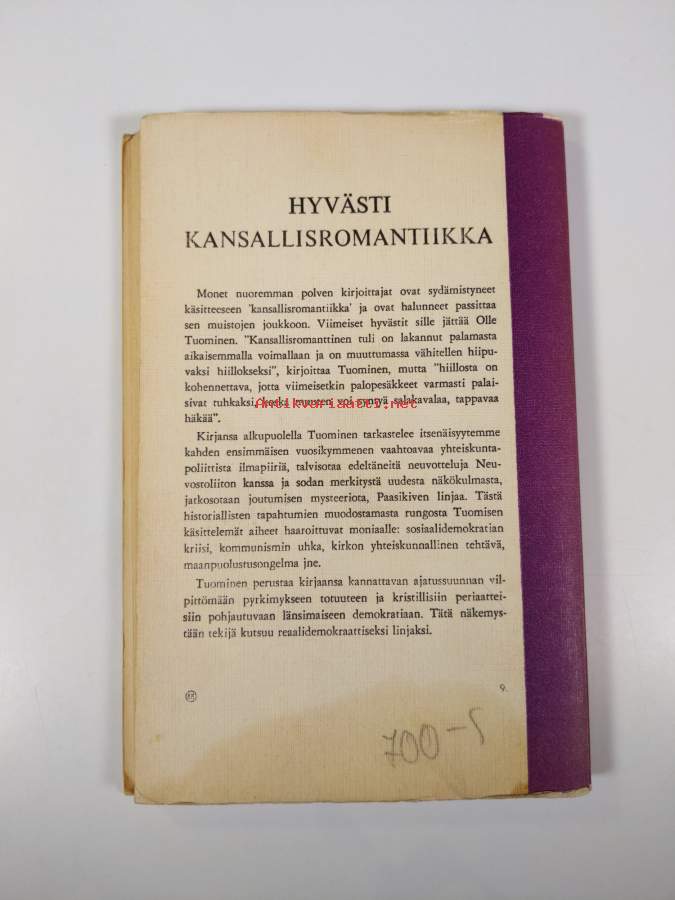 HYVÄSTI
KANSALLISROMANTIIKKA
Monet nuoremman polven kirjoittajat ovat sydämistyneet
käsitteeseen 'kansallisromantiikka' ja ovat halunneet passittaa
sen muistojen joukkoon. Viimeiset hyvästit sille jättää Olle
Tuominen. "Kansallisromanttinen tuli on lakannut palamasta
aikaisemmalla voimallaan ja on muuttumassa vähitellen hiipu-
vaksi hiillokseksi", kirjoittaa Tuominen, mutta "hiillosta on
kohennettava, jotta viimeisetkin palopesäkkeet varmasti palai-
sivat tuhkaksi, koska muuten voi syntyä salakavalaa, tappavaa
Antikvariaatti.net
häkää".
Kirjansa alkupuolella Tuominen tarkastelee itsenäisyytemme
kahden ensimmäisen vuosikymmenen vaahtoavaa yhteiskunta-
poliittista ilmapiiriä, talvisotaa edeltäneitä neuvotteluja Neu-
vostoliiton kanssa ja sodan merkitystä uudesta näkökulmasta,
jatkosotaan joutumisen mysteeriota, Paasikiven linjaa. Tästä
historiallisten tapahtumien muodostamasta rungosta Tuomisen
käsittelemät aiheet haaroittuvat moniaalle: sosiaalidemokratian
kriisi, kommunismin uhka, kirkon yhteiskunnallinen tehtävä,
maanpuolustusongelma jne.
Tuominen perustaa kirjaansa kannattavan ajatussuunnan vil-
pittömään pyrkimykseen totuuteen ja kristillisiin periaattei-
siin pohjautuvaan länsimaiseen demokratiaan. Tätä näkemys-
tään tekijä kutsuu reaalidemokraattiseksi linjaksi.
9.
700-5